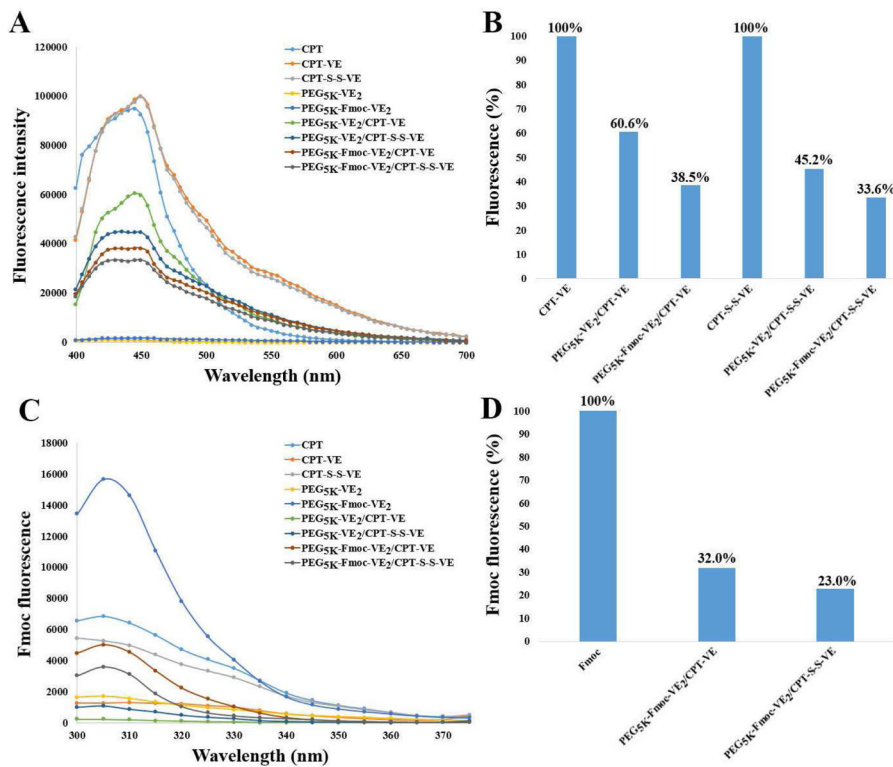 A
Fluorescence intensity
120000
100000
80000
60000
40000
20000
0
400
450
500
550
600
650
700
Wavelength (nm)
CPT
CPT-VE
CPT-S-S-VE
PEG5K-VE2
PEG5K-Fmoc-VE2
PEG5K-VE2/CPT-VE
PEG5K-VE2/CPT-S-S-VE
PEG5K-Fmoc-VE2/CPT-VE
PEG5K-Fmoc-VE2/CPT-S-S-VE
B
Fluorescence (%)
100
90
80
70
60
50
40
30
20
10
0
100%
60.6%
38.5%
100%
45.2%
33.6%
CPT-VE
PEG5K-VE2/CPT-VE
PEG5K-Fmoc-VE2/CPT-VE
CPT-S-S-VE
PEG5K-VE2/CPT-S-S-VE
PEG5K-Fmoc-VE2/CPT-S-S-VE
C
Fmoc fluorescence
18000
16000
14000
12000
10000
8000
6000
4000
2000
0
300
310
320
330
340
350
360
370
Wavelength (nm)
CPT
CPT-VE
CPT-S-S-VE
PEG5K-VE2
PEG5K-Fmoc-VE2
PEG5K-VE2/CPT-VE
PEG5K-VE2/CPT-S-S-VE
PEG5K-Fmoc-VE2/CPT-VE
PEG5K-Fmoc-VE2/CPT-S-S-VE
D
Fmoc fluorescence (%)
100
90
80
70
60
50
40
30
20
10
0
100%
32.0%
23.0%
Fmoc
PEG5K-Fmoc-VE2/CPT-VE
PEG5K-Fmoc-VE2/CPT-S-S-VE